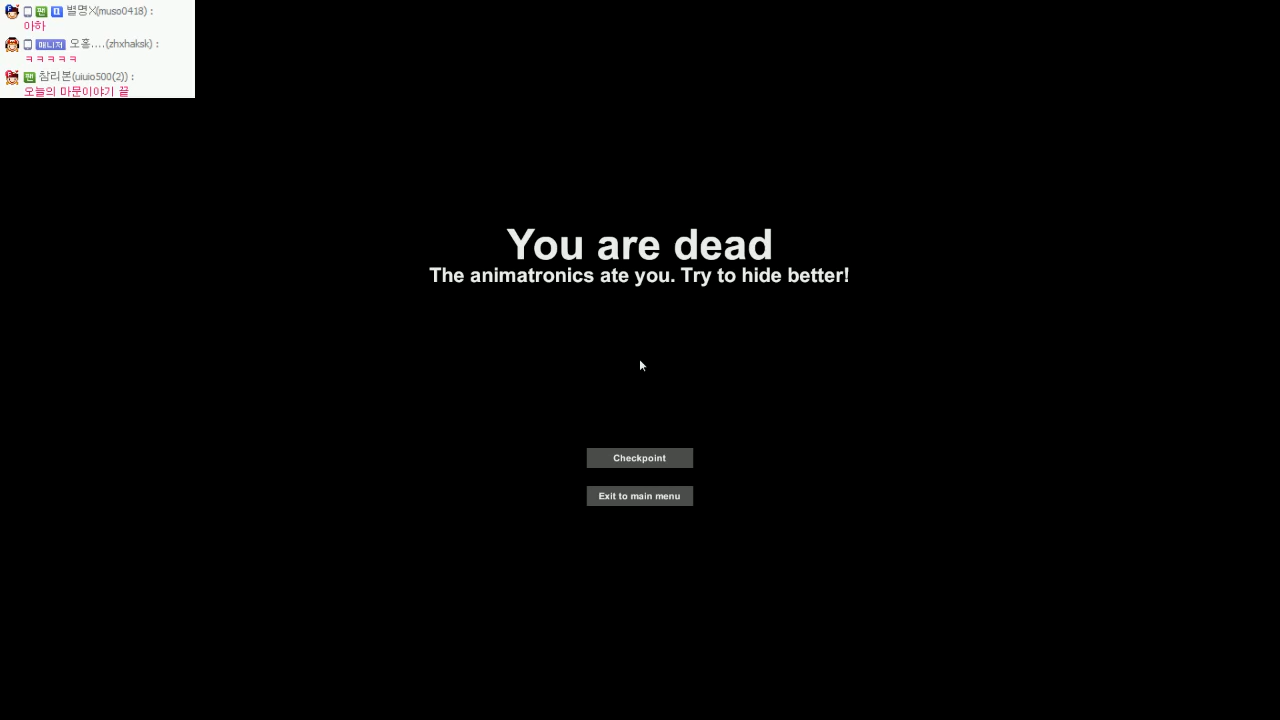 팬 별명X(muso0418) :
아하
매니저 오홍....(zhxhaksk) :
ㅋㅋㅋㅋㅋ
팬 참리본(uiuio500(2)) :
오늘의 마문이야기 끝
You are dead
The animatronics ate you. Try to hide better!
Checkpoint
Exit to main menu